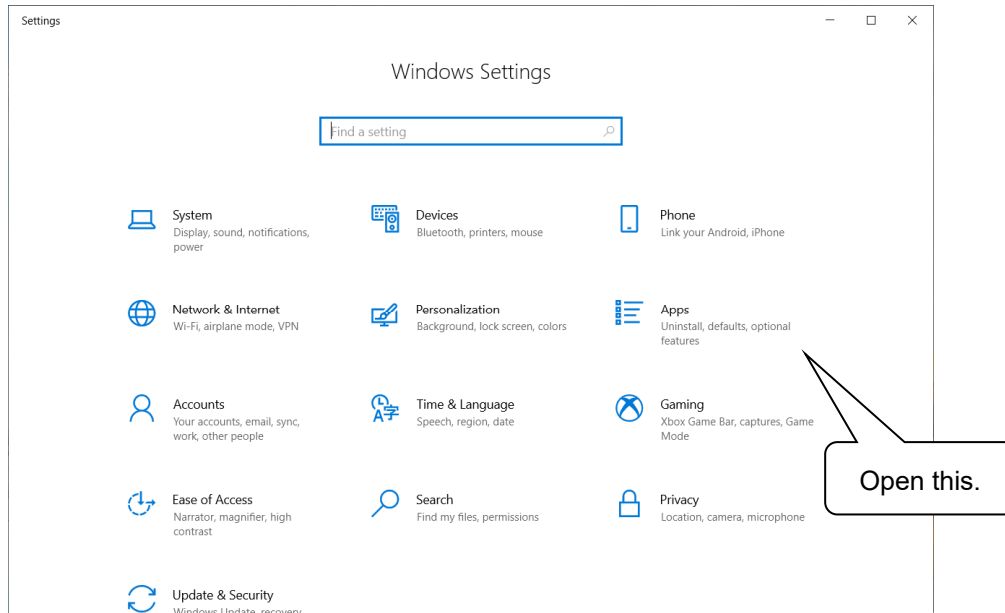 Settings
Windows Settings
Find a setting
System
Display, sound, notifications,
power
Devices
Bluetooth, printers, mouse
Phone
Link your Android, iPhone
Network & Internet
Wi-Fi, airplane mode, VPN
Personalization
Background, lock screen, colors
Apps
Uninstall, defaults, optional
features
Accounts
Your accounts, email, sync,
work, other people
Time & Language
Speech, region, date
Gaming
Xbox Game Bar, captures, Game
Mode
Open this.
Ease of Access
Narrator, magnifier, high
contrast
Search
Find my files, permissions
Privacy
Location, camera, microphone
Update & Security
Windows Update, recovery